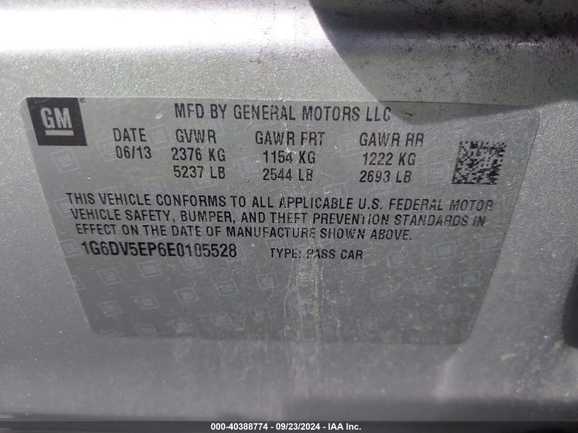 GM
MFD BY GENERAL MOTORS LLC
DATE GVWR GAWR FRT GAWR RR
06/13 2376 KG 1154 KG 1222 KG
5237 LB 2544 LB 2693 LB
THIS VEHICLE CONFORMS TO ALL APPLICABLE U.S. FEDERAL MOTOR
VEHICLE SAFETY, BUMPER, AND THEFT PREVENTION STANDARDS IN
EFFECT ON THE DATE OF MANUFACTURE SHOWN ABOVE.
1G6DV5EP6E0105528 TYPE: PASS CAR
000-40388774 - 09/23/2024 - IAA Inc.